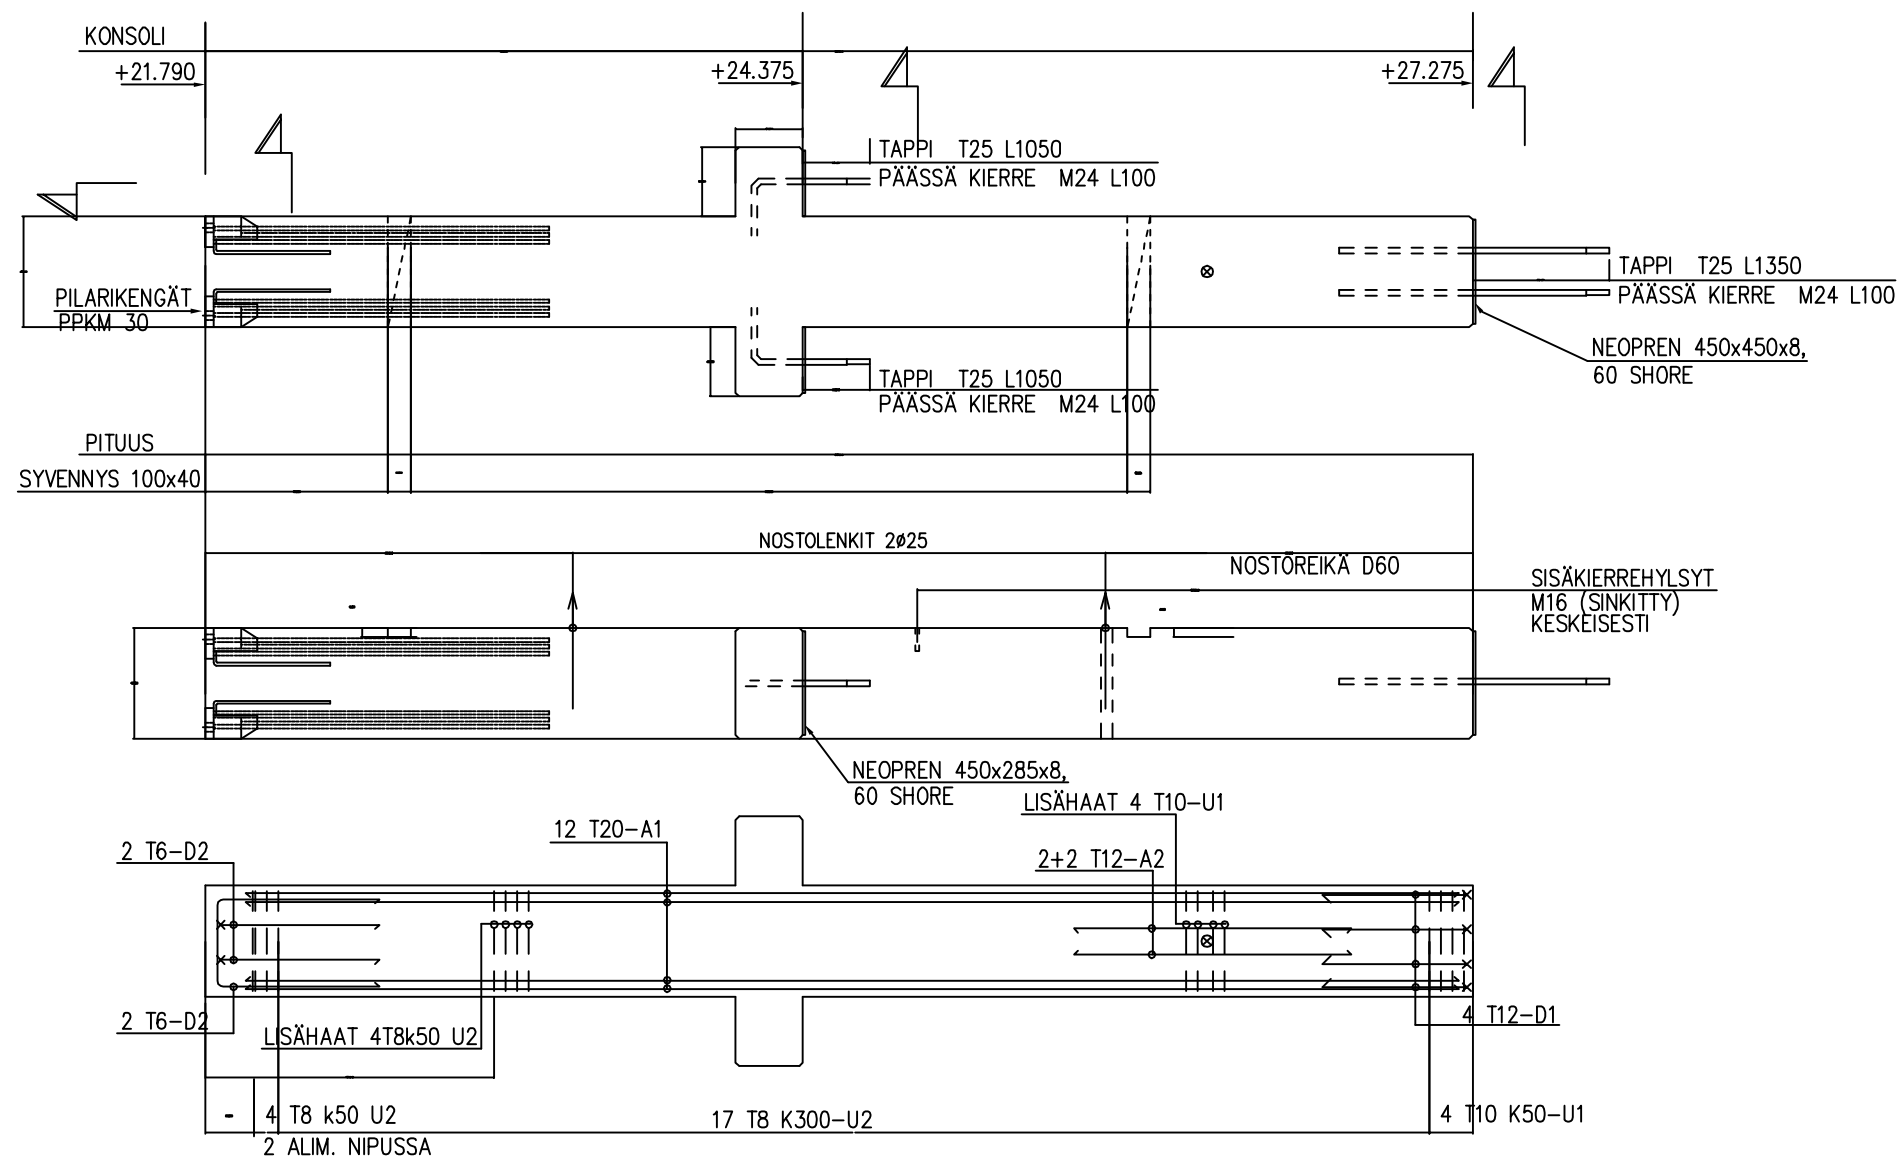 KONSOLI
+21.790
+24.375
+27.275
TAPPI T25 L1050
PÄÄSSÄ KIERRE M24 L100
TAPPI T25 L1350
PÄÄSSÄ KIERRE M24 L100
PILARIKENGÄT
PPKM 30
NEOPREN 450x450x8,
60 SHORE
TAPPI T25 L1050
PÄÄSSÄ KIERRE M24 L100
PITUUS
SYVENNYS 100x40
NOSTOLENKIT 2ø25
NOSTOREIKÄ D60
SISÄKIERREHYLSYT
M16 (SINKITTY)
KESKEISESTI
NEOPREN 450x285x8,
60 SHORE
LISÄHAAT 4 T10-U1
12 T20-A1
2 T6-D2
2+2 T12-A2
2 T6-D2
LISÄHAAT 4T8k50 U2
4 T12-D1
4 T8 k50 U2
2 ALIM. NIPUSSA
17 T8 K300-U2
4 T10 K50-U1